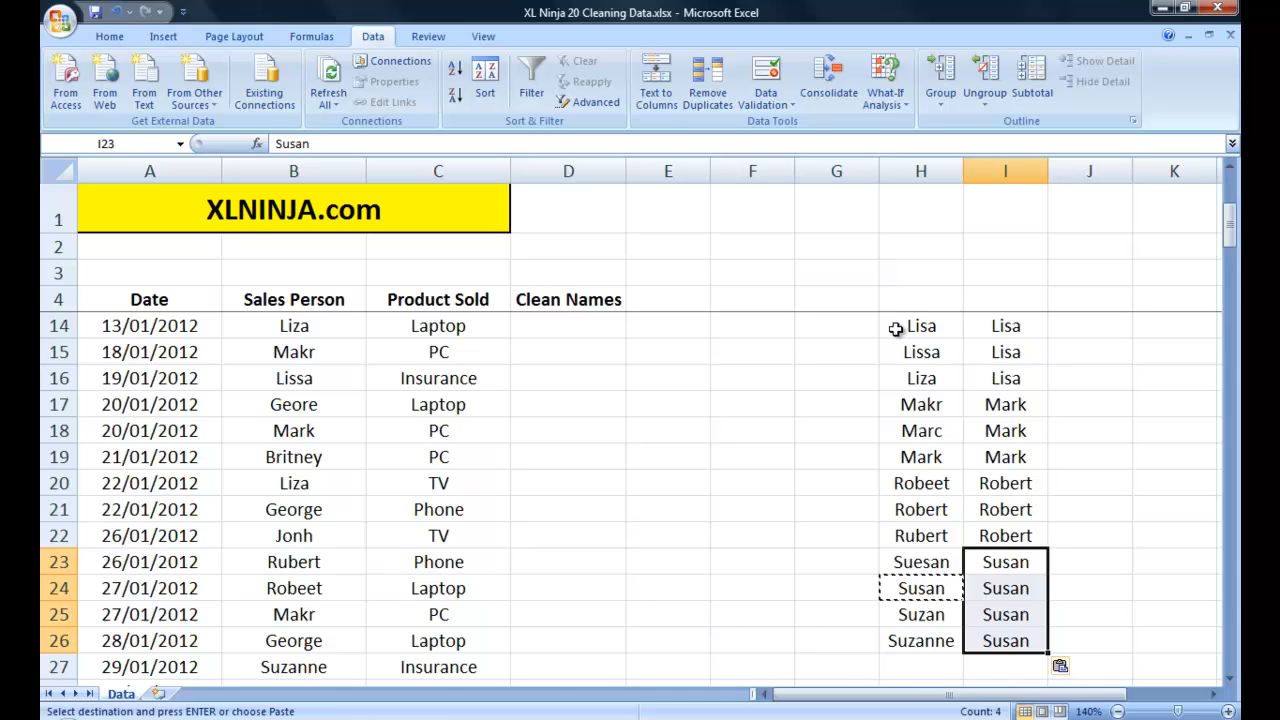 XL Ninja 20 Cleaning Data.xlsx - Microsoft Excel
Home Insert Page Layout Formulas Data Review View
From Access From Web From Text From Other Sources Existing Connections
Get External Data
Refresh All Connections Properties Edit Links
Connections
Sort Filter Clear Reapply Advanced
Sort & Filter
Text to Columns Remove Duplicates Data Validation Consolidate What-If Analysis
Data Tools
Group Ungroup Subtotal Show Detail Hide Detail
Outline
I23 fx Susan
A B C D E F G H I J K
1 XLNINJA.com
2
3
4 Date Sales Person Product Sold Clean Names
14 13/01/2012 Liza Laptop Lisa Lisa
15 18/01/2012 Makr PC Lissa Lisa
16 19/01/2012 Lissa Insurance Liza Lisa
17 20/01/2012 Geore Laptop Makr Mark
18 20/01/2012 Mark PC Marc Mark
19 21/01/2012 Britney PC Mark Mark
20 22/01/2012 Liza TV Robeet Robert
21 22/01/2012 George Phone Robert Robert
22 26/01/2012 Jonh TV Rubert Robert
23 26/01/2012 Rubert Phone Suesan Susan
24 27/01/2012 Robeet Laptop Susan Susan
25 27/01/2012 Makr PC Suzan Susan
26 28/01/2012 George Laptop Suzanne Susan
27 29/01/2012 Suzanne Insurance
Data
Select destination and press ENTER or choose Paste Count: 4 140%